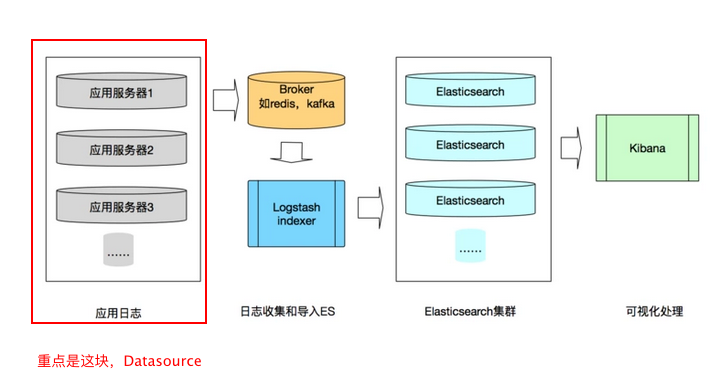 应用服务器1
应用服务器2
应用服务器3
......
应用日志
Broker
如redis，kafka
Logstash
indexer
日志收集和导入ES
Elasticsearch
Elasticsearch
Elasticsearch
......
Elasticsearch集群
Kibana
可视化处理
重点是这块，Datasource